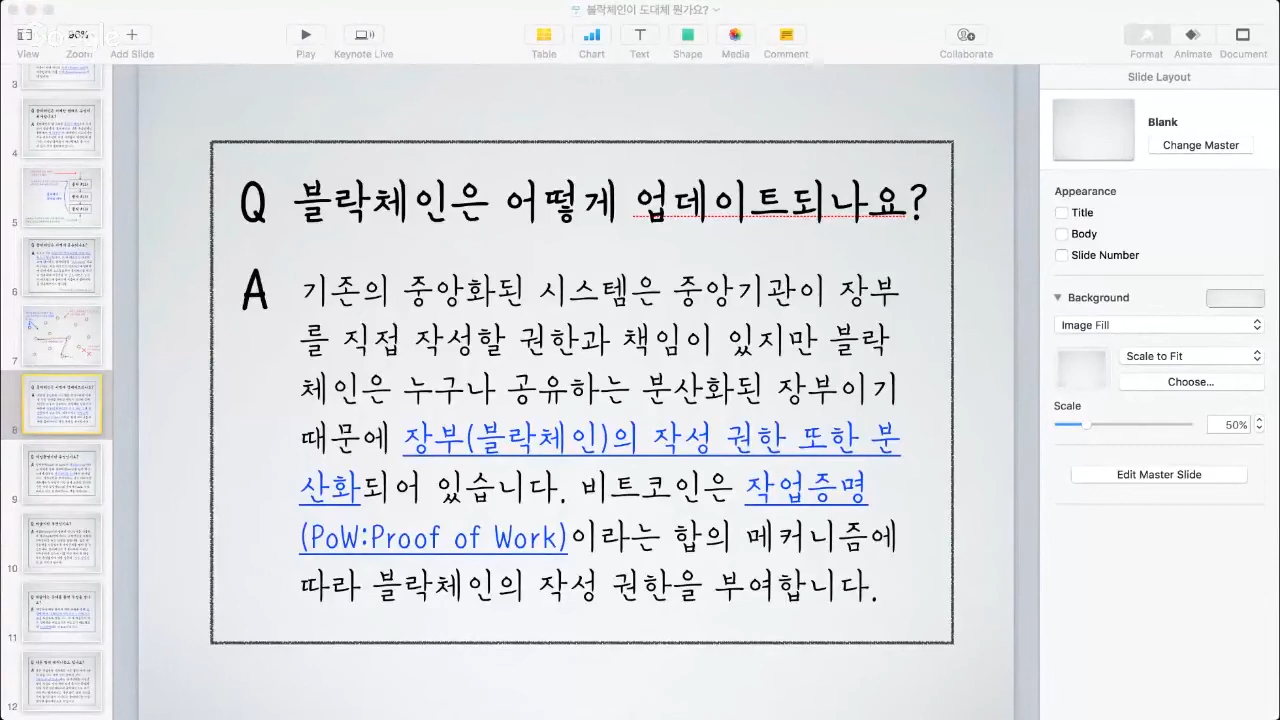 블락체인이 도대체 뭔가요?
View
Zoom
Add Slide
Play
Keynote Live
Table
Chart
Text
Shape
Media
Comment
Collaborate
Format
Animate
Document
3
4
5
6
7
8
9
10
11
12
Q 블락체인은 어떻게 업데이트되나요?
A 기존의 중앙화된 시스템은 중앙기관이 장부
를 직접 작성할 권한과 책임이 있지만 블락
체인은 누구나 공유하는 분산화된 장부이기
때문에 장부(블락체인)의 작성 권한 또한 분
산화되어 있습니다. 비트코인은 작업증명
(PoW:Proof of Work)이라는 합의 메커니즘에
따라 블락체인의 작성 권한을 부여합니다.
Slide Layout
Blank
Change Master
Appearance
Title
Body
Slide Number
Background
Image Fill
Scale to Fit
Choose...
Scale
50%
Edit Master Slide